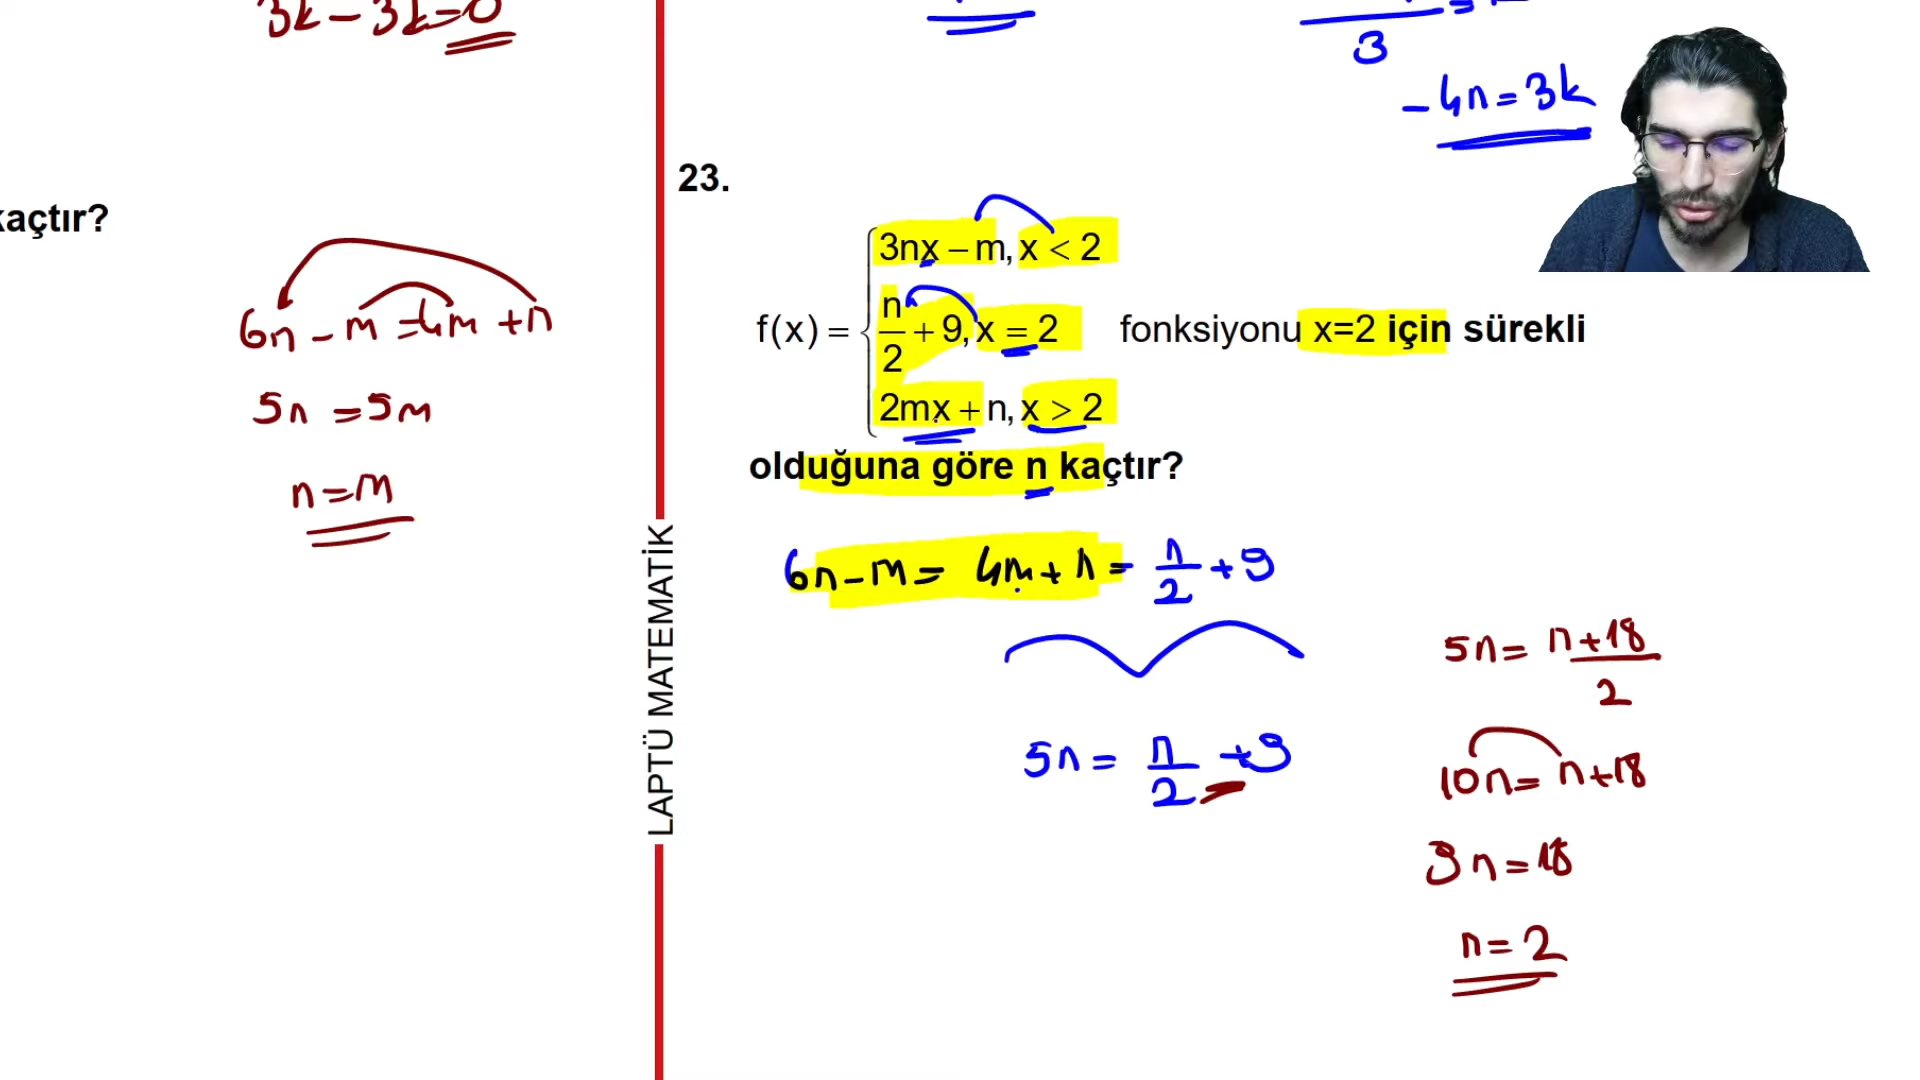 3k - 3k = 0
kaçtır?
6n - m = 4m + n
5n = 5m
n = m
LAPTÜ MATEMATİK
3
- 4n = 3k
23.
f(x) =
3nx − m, x < 2
n/2 + 9, x = 2
2mx + n, x > 2
fonksiyonu x=2 için sürekli
olduğuna göre n kaçtır?
6n - m = 4m + n = n/2 + 9
5n = n/2 + 9
5n = n+18/2
10n = n+18
9n = 18
n = 2